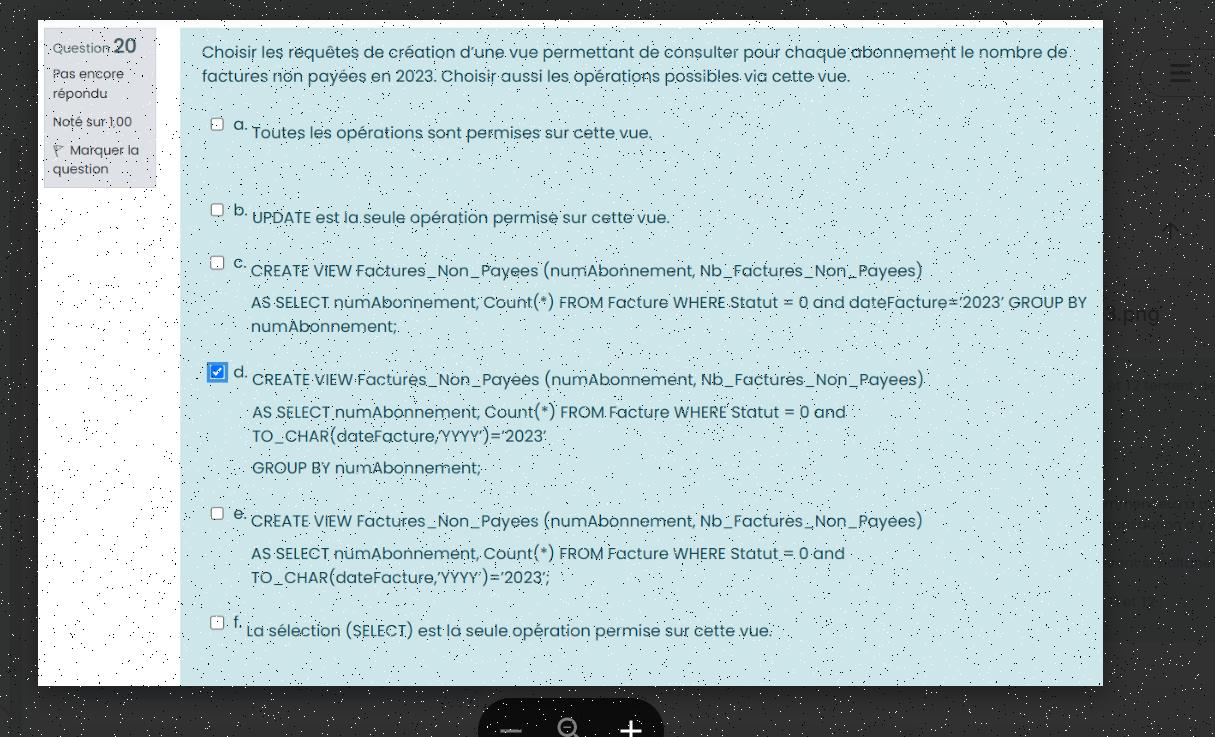 Question 20
Pas encore
répondu
Noté sur 1,00
Marquer la
question
Choisir les requêtes de création d'une vue permettant de consulter pour chaque abonnement le nombre de
factures non payées en 2023. Choisir aussi les opérations possibles via cette vue.
a. Toutes les opérations sont permises sur cette vue.
b. UPDATE est la seule opération permise sur cette vue.
c. CREATE VIEW Factures_Non_Payees (numAbonnement, Nb_Factures_Non_Payees)
AS SELECT numAbonnement, Count(*) FROM Facture WHERE Statut = 0 and dateFacture='2023' GROUP BY
numAbonnement;
d. CREATE VIEW Factures_Non_Payees (numAbonnement, Nb_Factures_Non_Payees)
AS SELECT numAbonnement, Count(*) FROM Facture WHERE Statut = 0 and
TO_CHAR(dateFacture,'YYYY')='2023'
GROUP BY numAbonnement;
e. CREATE VIEW Factures_Non_Payees (numAbonnement, Nb_Factures_Non_Payees)
AS SELECT numAbonnement, Count(*) FROM Facture WHERE Statut = 0 and
TO_CHAR(dateFacture,'YYYY')='2023';
f. La sélection (SELECT) est la seule opération permise sur cette vue.
3.png